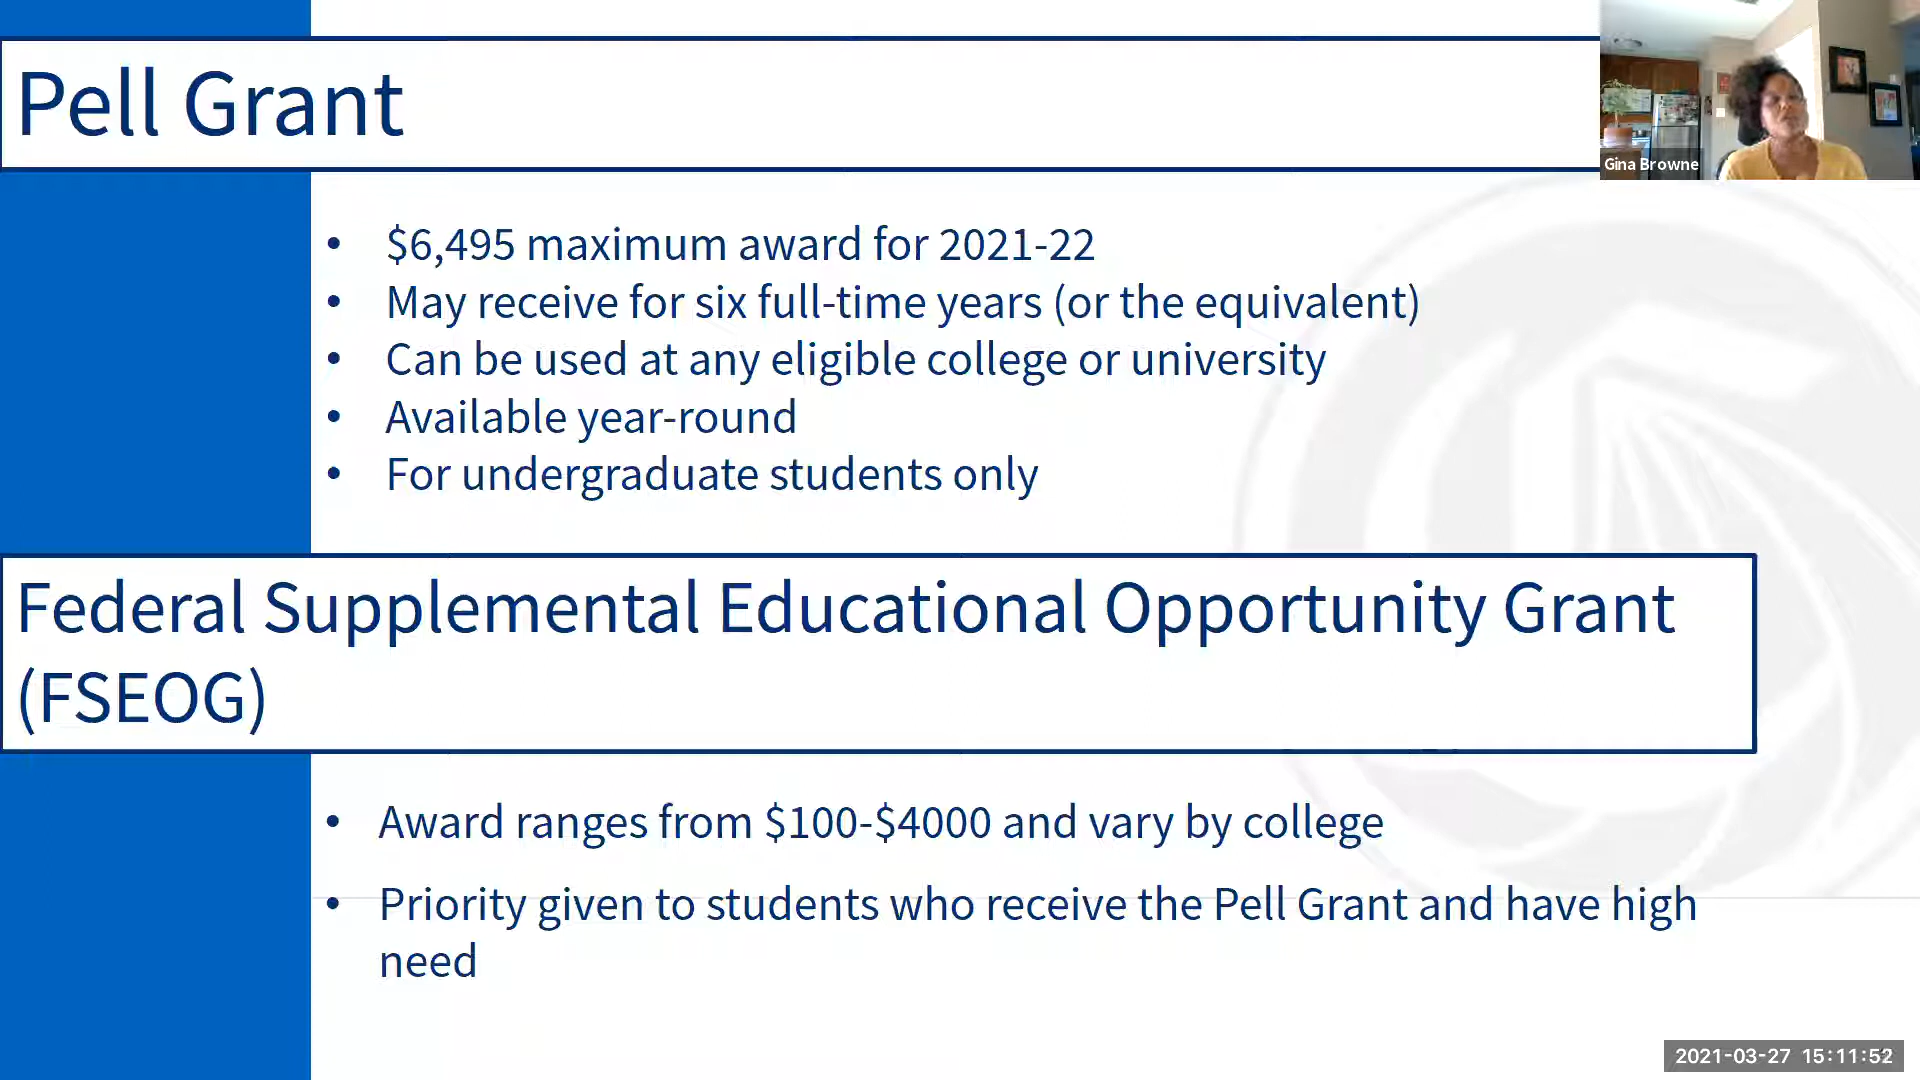 Pell Grant
Gina Browne
• $6,495 maximum award for 2021-22
• May receive for six full-time years (or the equivalent)
• Can be used at any eligible college or university
• Available year-round
• For undergraduate students only
Federal Supplemental Educational Opportunity Grant
(FSEOG)
• Award ranges from $100-$4000 and vary by college
• Priority given to students who receive the Pell Grant and have high
need
2021-03-27 15:11:52